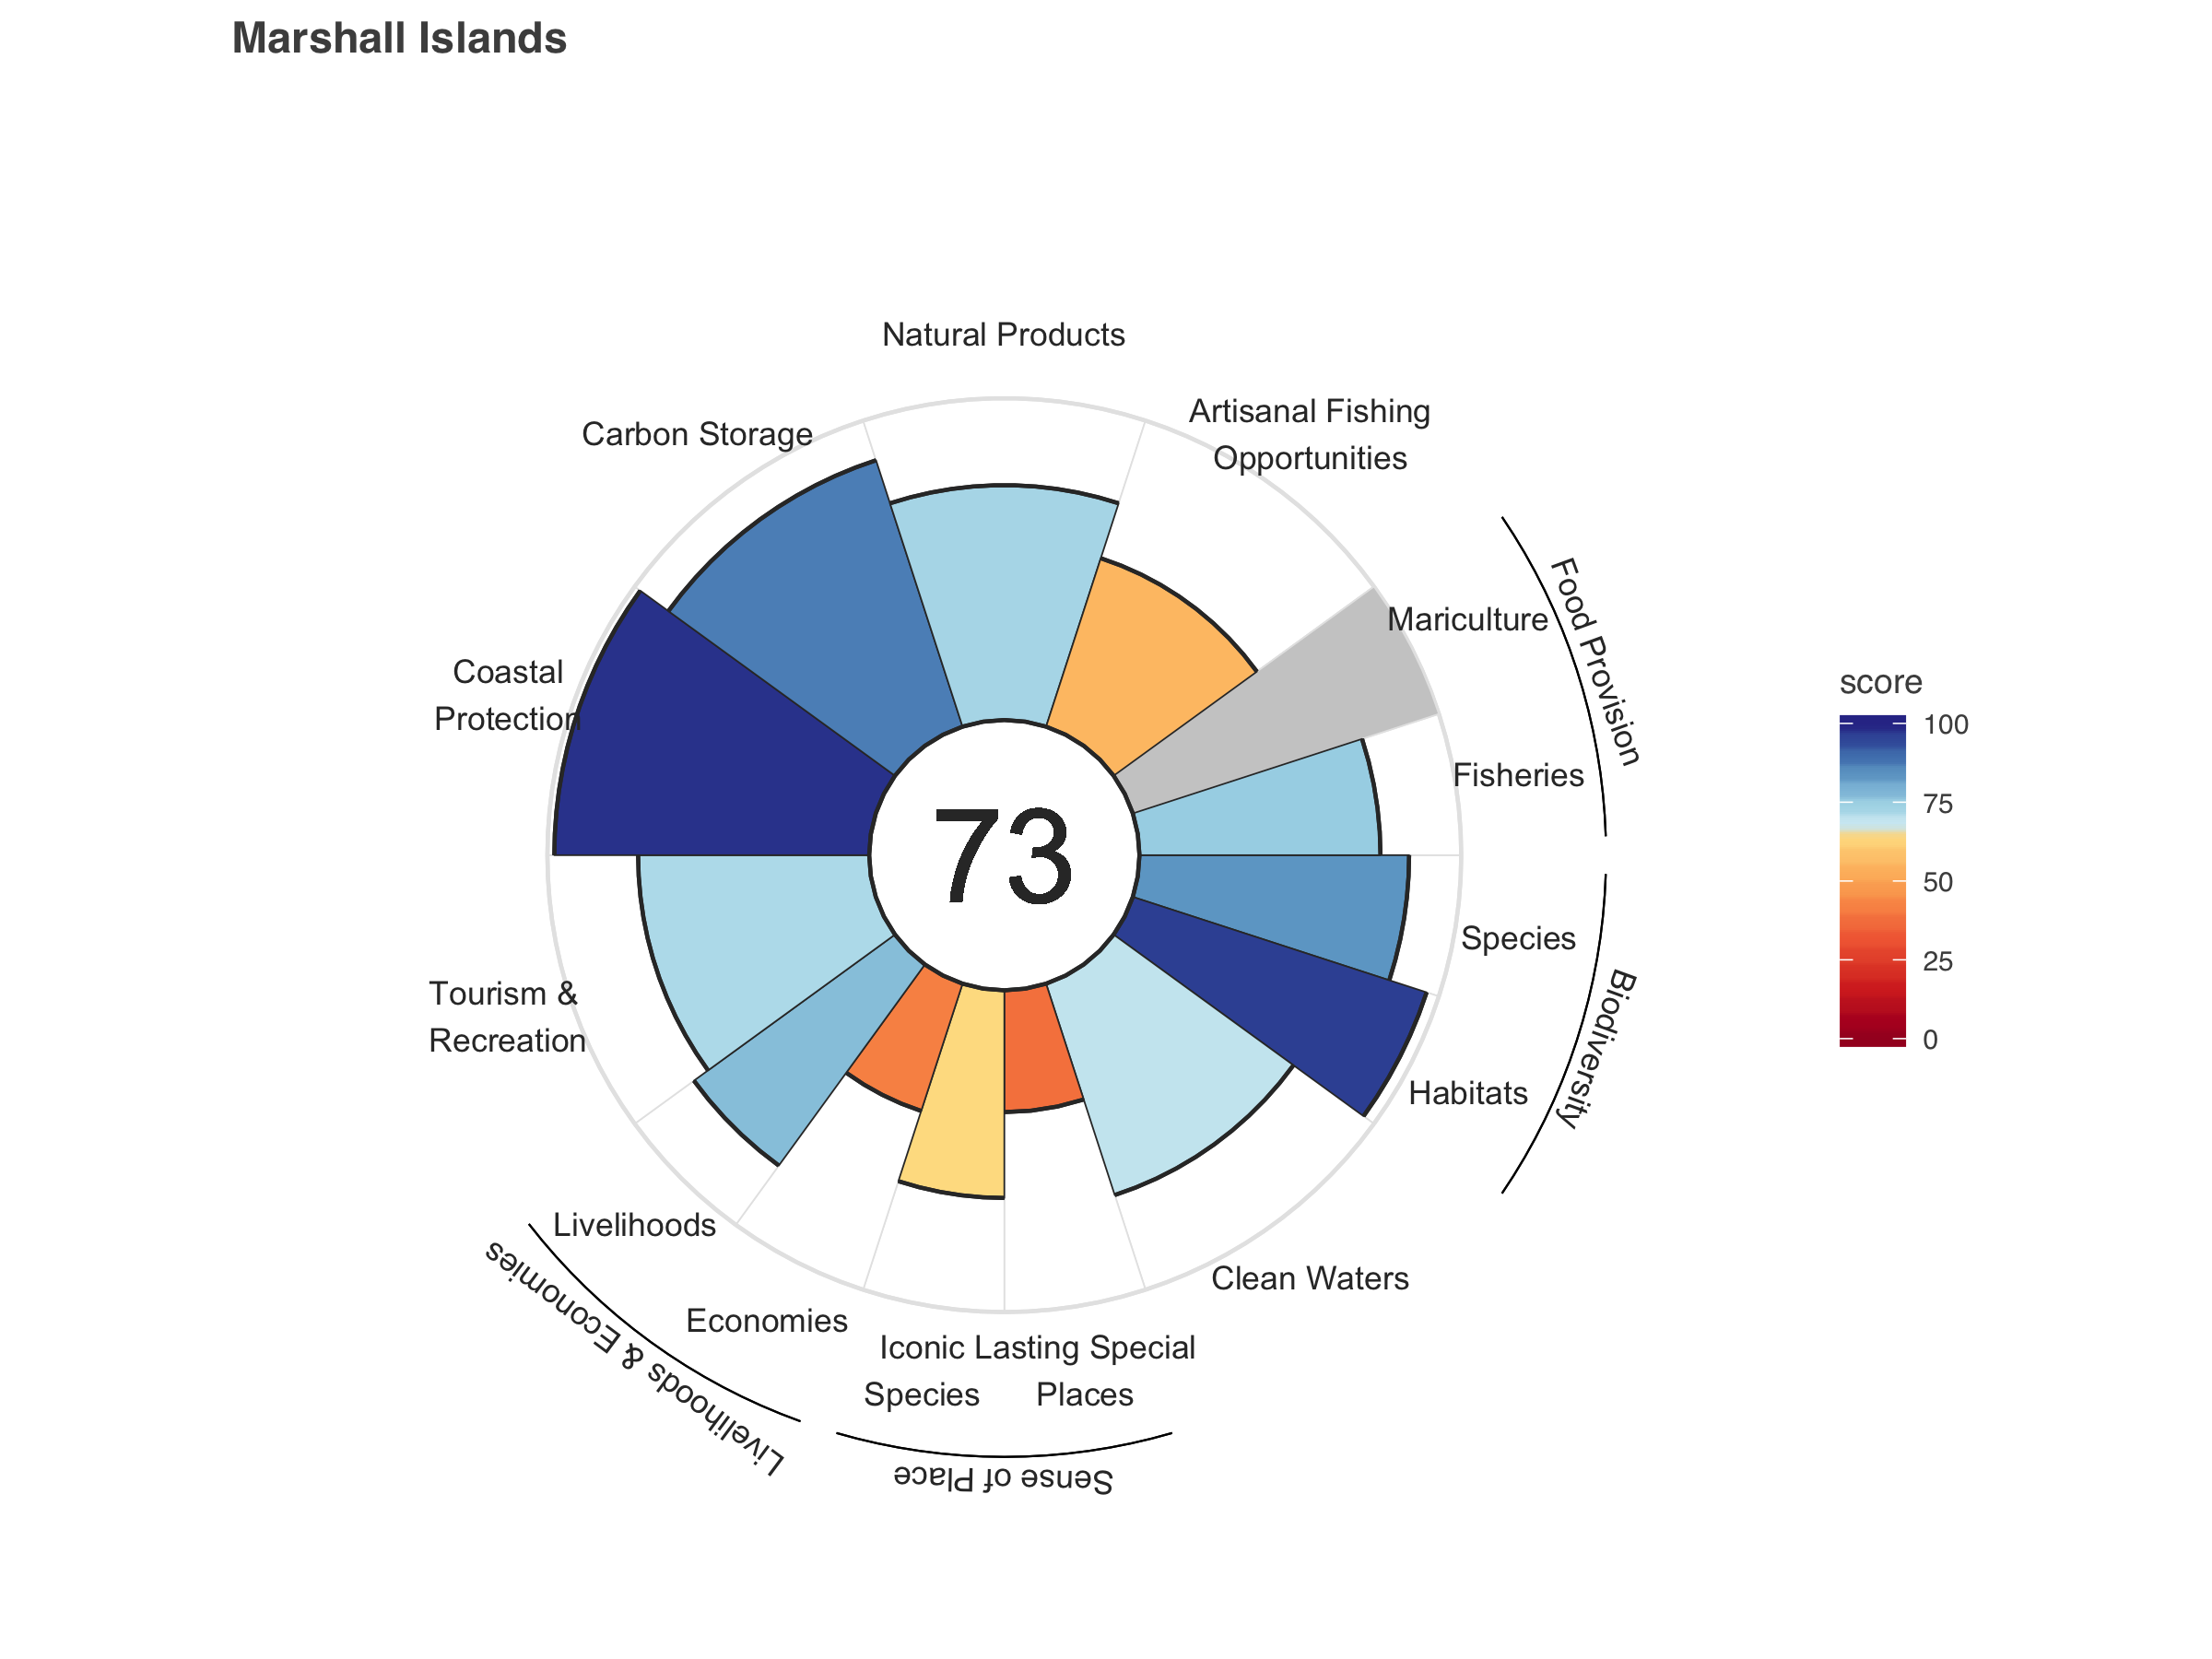 Marshall Islands
Natural Products
Artisanal Fishing
Opportunities
Carbon Storage
Mariculture
Food Provision
Coastal
Protection
Fisheries
73
Species
Biodiversity
Habitats
Tourism &
Recreation
Livelihoods
Clean Waters
Economies
Livelihoods & Economies
Iconic
Species
Lasting Special
Places
Sense of Place
score
100
75
50
25
0